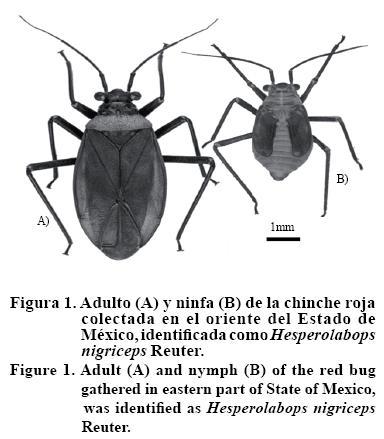 A)
B)
1mm
Figura 1. Adulto (A) y ninfa (B) de la chinche roja
colectada en el oriente del Estado de
México, identificada como Hesperolabops
nigriceps Reuter.
Figure 1. Adult (A) and nymph (B) of the red bug
gathered in eastern part of State of Mexico,
was identified as Hesperolabops nigriceps
Reuter.